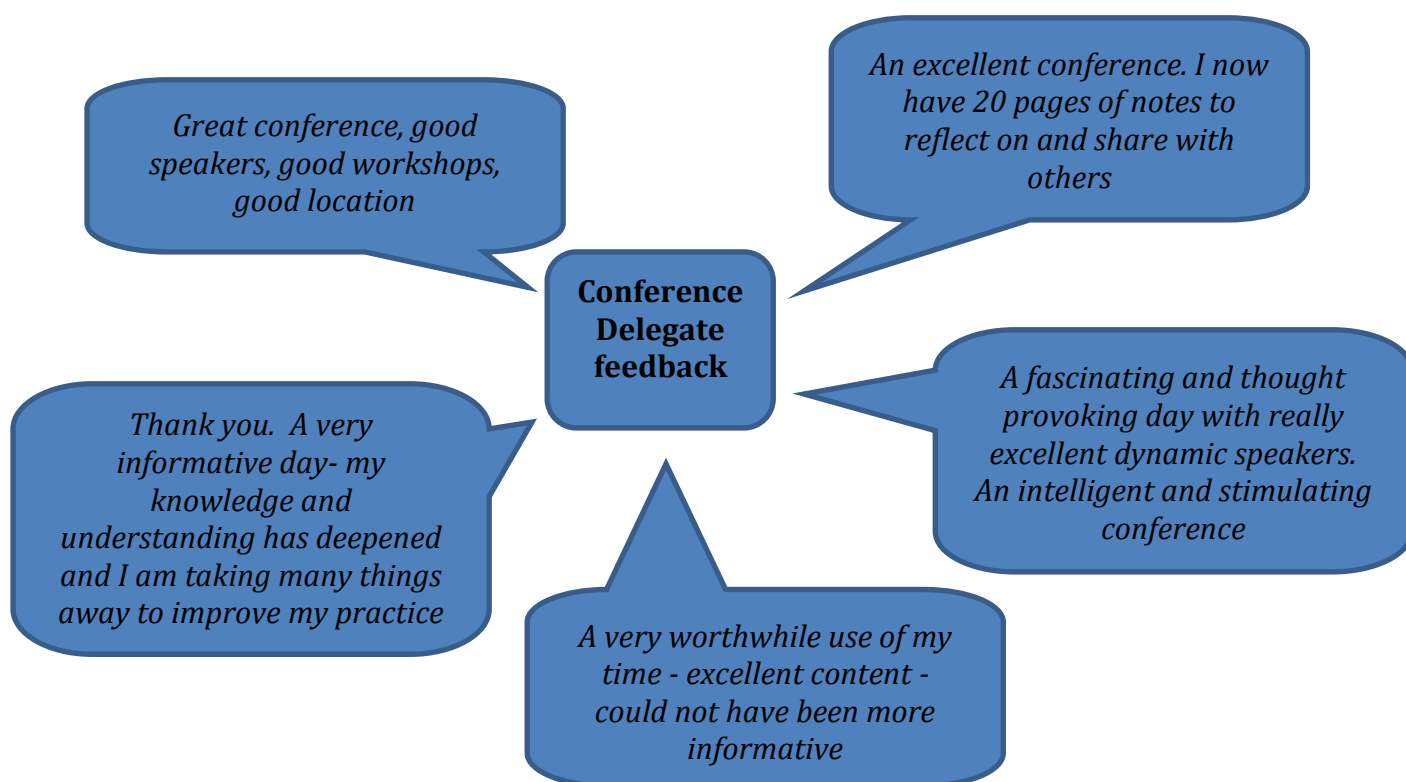 Great conference, good
speakers, good workshops,
good location
An excellent conference. I now
have 20 pages of notes to
reflect on and share with
others
Conference
Delegate
feedback
A fascinating and thought
provoking day with really
excellent dynamic speakers.
An intelligent and stimulating
conference
Thank you.  A very
informative day- my
knowledge and
understanding has deepened
and I am taking many things
away to improve my practice
A very worthwhile use of my
time - excellent content -
could not have been more
informative